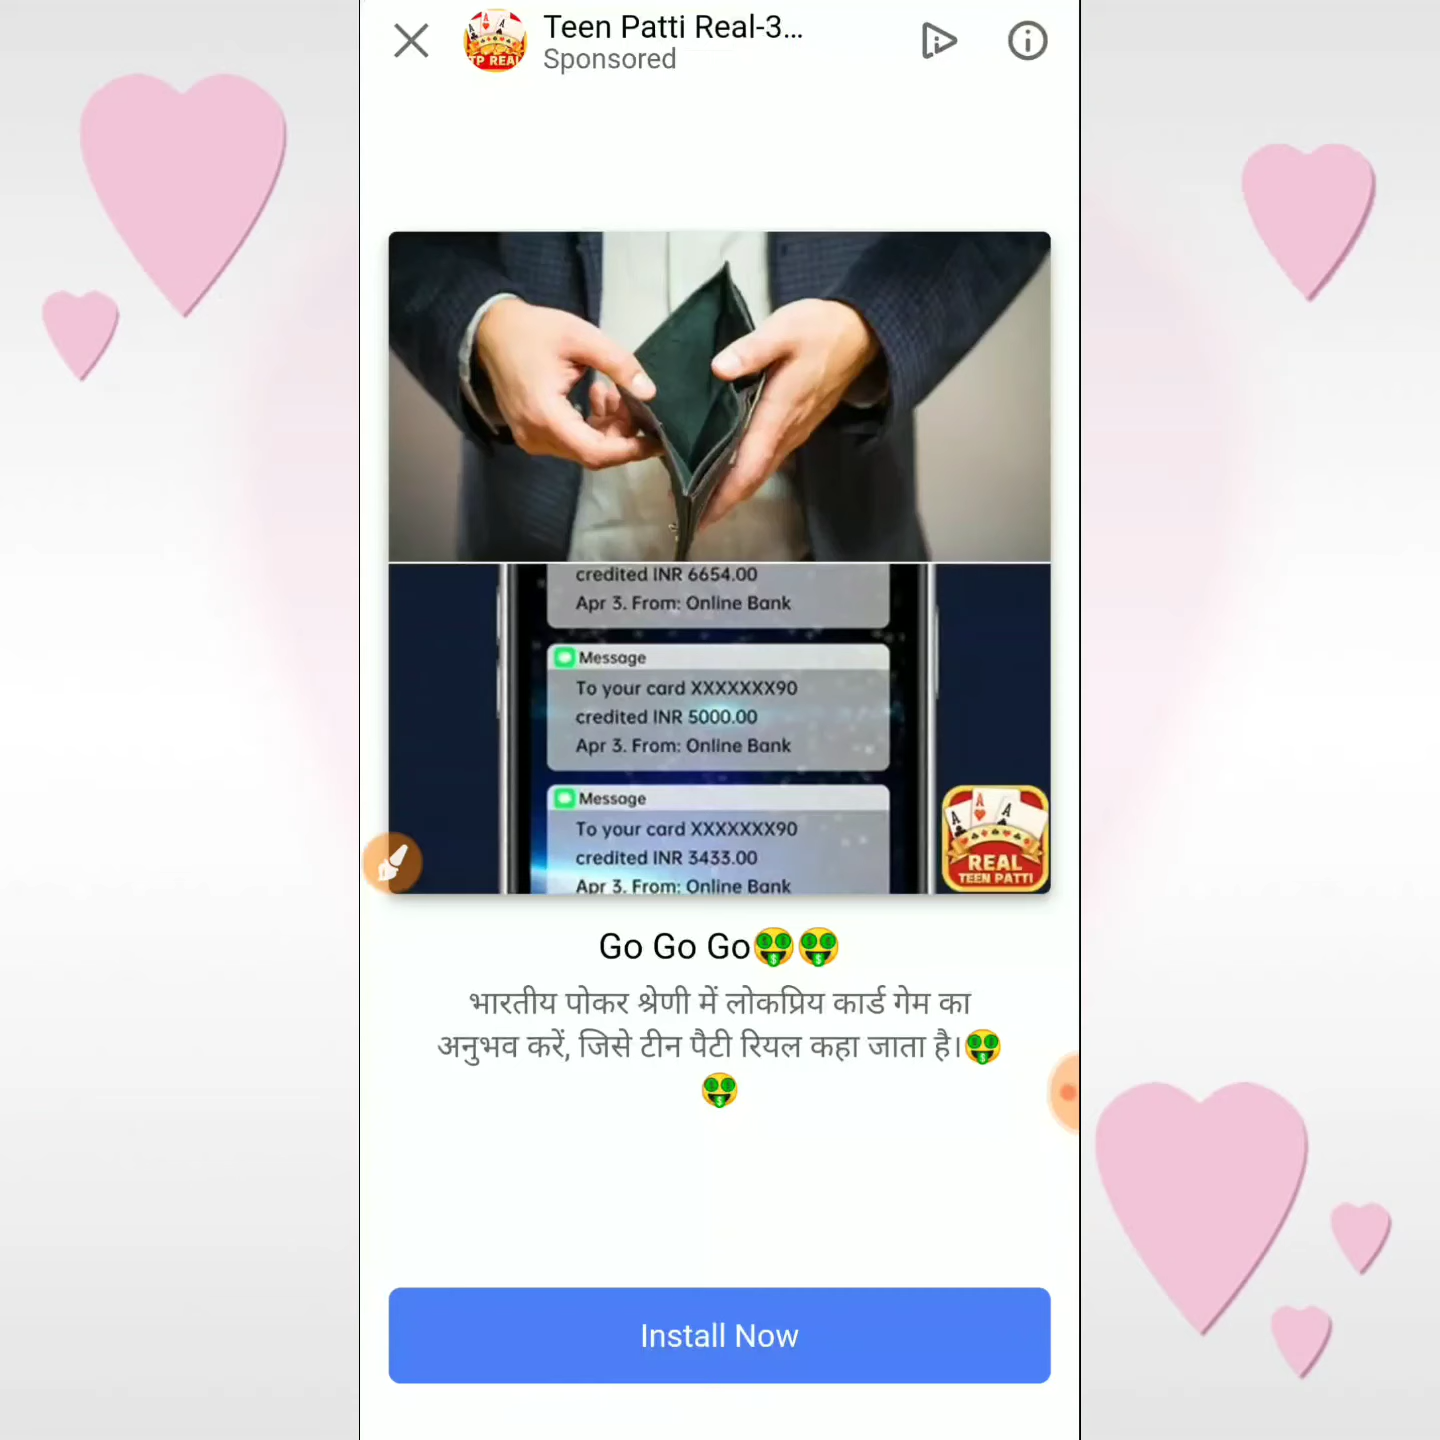 Teen Patti Real-3...
Sponsored
TP REAL
credited INR 6654.00
Apr 3. From: Online Bank
Message
To your card XXXXXXX90
credited INR 5000.00
Apr 3. From: Online Bank
Message
To your card XXXXXXX90
credited INR 3433.00
Apr 3. From: Online Bank
A A A
REAL
TEEN PATTI
Go Go Go🤑🤑
भारतीय पोकर श्रेणी में लोकप्रिय कार्ड गेम का
अनुभव करें, जिसे टीन पैटी रियल कहा जाता है।🤑
🤑
Install Now